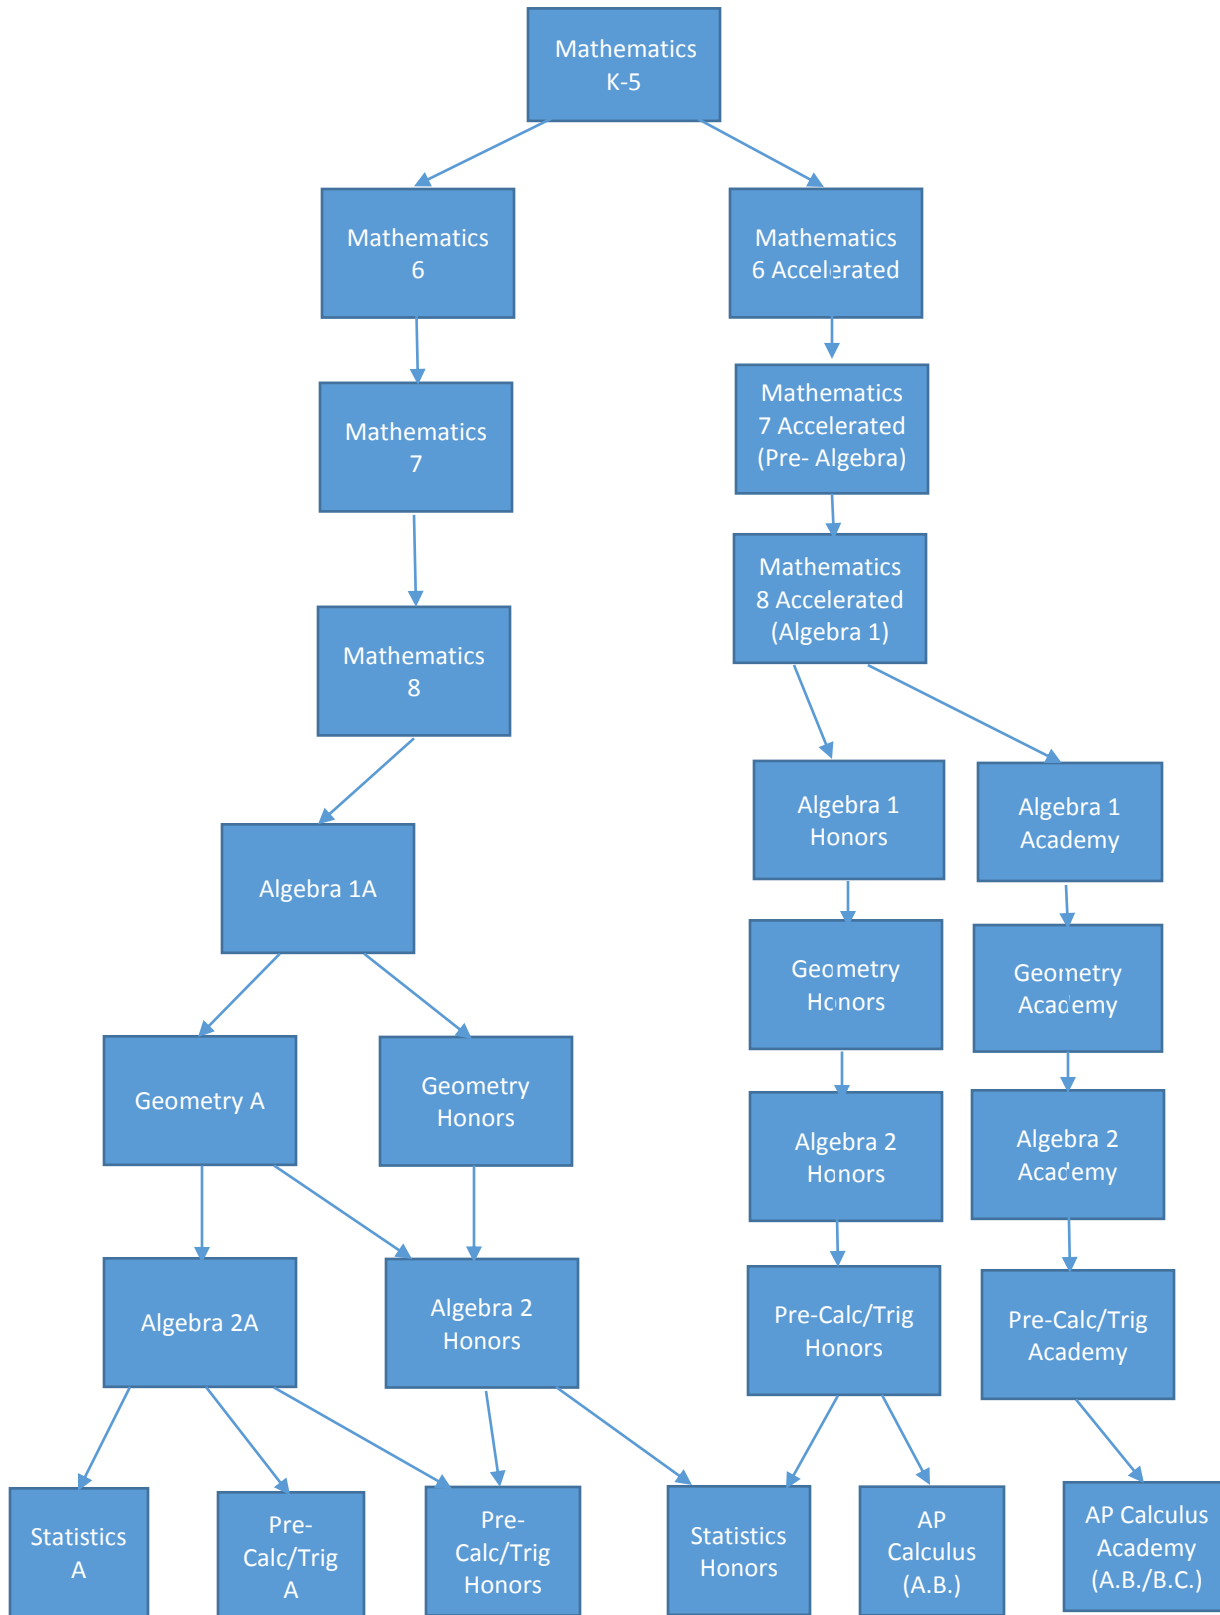 Mathematics
K-5
Mathematics
6
Mathematics
6 Accelerated
Mathematics
7
Mathematics
7 Accelerated
(Pre- Algebra)
Mathematics
8
Mathematics
8 Accelerated
(Algebra 1)
Algebra 1A
Algebra 1
Honors
Algebra 1
Academy
Geometry A
Geometry
Honors
Geometry
Honors
Geometry
Academy
Algebra 2A
Algebra 2
Honors
Algebra 2
Honors
Algebra 2
Academy
Pre-Calc/Trig
Honors
Pre-Calc/Trig
Academy
Statistics
A
Pre-
Calc/Trig
A
Pre-
Calc/Trig
Honors
Statistics
Honors
AP
Calculus
(A.B.)
AP Calculus
Academy
(A.B./B.C.)